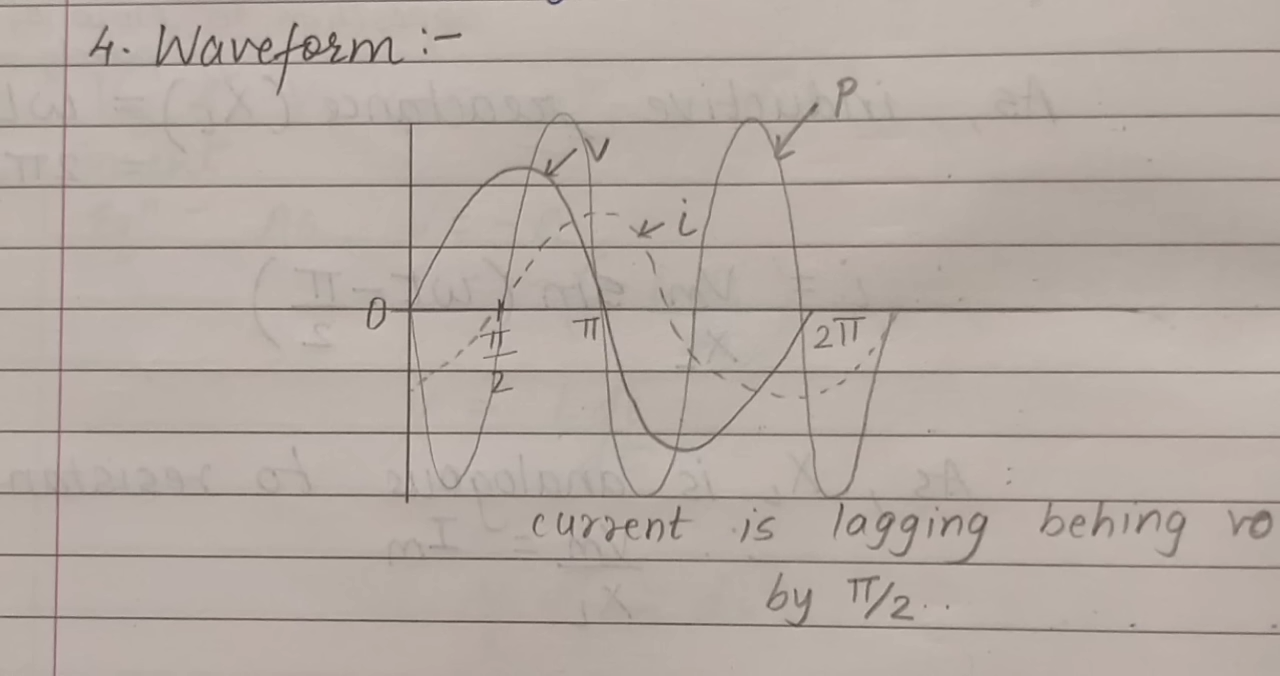 4. Waveform :-
P
V
i
0
π/2
π
2π
current is lagging behing vo
by π/2..